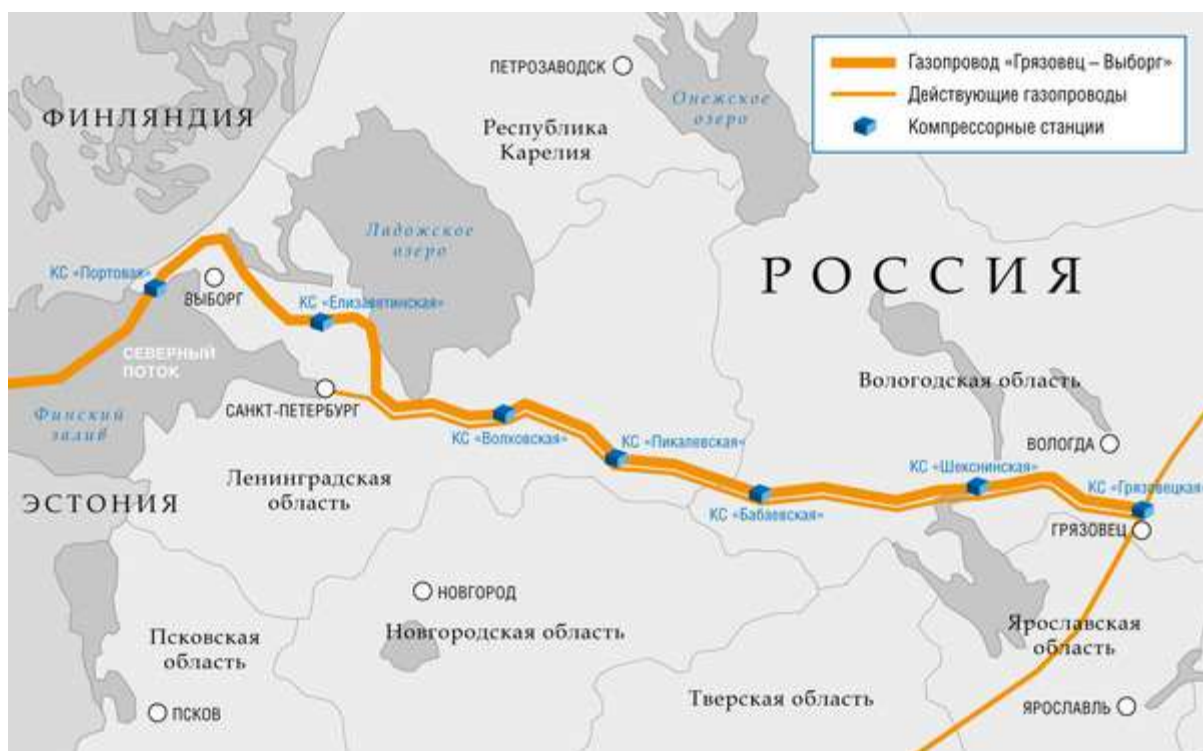 ПЕТРОЗАВОДСК
Газопровод «Грязовец – Выборг»
Действующие газопроводы
Компрессорные станции
ФИНЛЯНДИЯ
Онежское
озеро
Республика
Карелия
Ладожское
озеро
КС «Портовая»
ВЫБОРГ
КС «Елизаветинская»
РОССИЯ
СЕВЕРНЫЙ
ПОТОК
Финский
залив
САНКТ-ПЕТЕРБУРГ
Вологодская область
КС «Волховская»
КС «Пикалевская»
ВОЛОГДА
КС «Шекснинская»
Ленинградская
область
ЭСТОНИЯ
КС «Бабаевская»
КС «Грязовецкая»
ГРЯЗОВЕЦ
НОВГОРОД
Новгородская область
Псковская
область
Ярославская
область
Тверская область
ПСКОВ
ЯРОСЛАВЛЬ